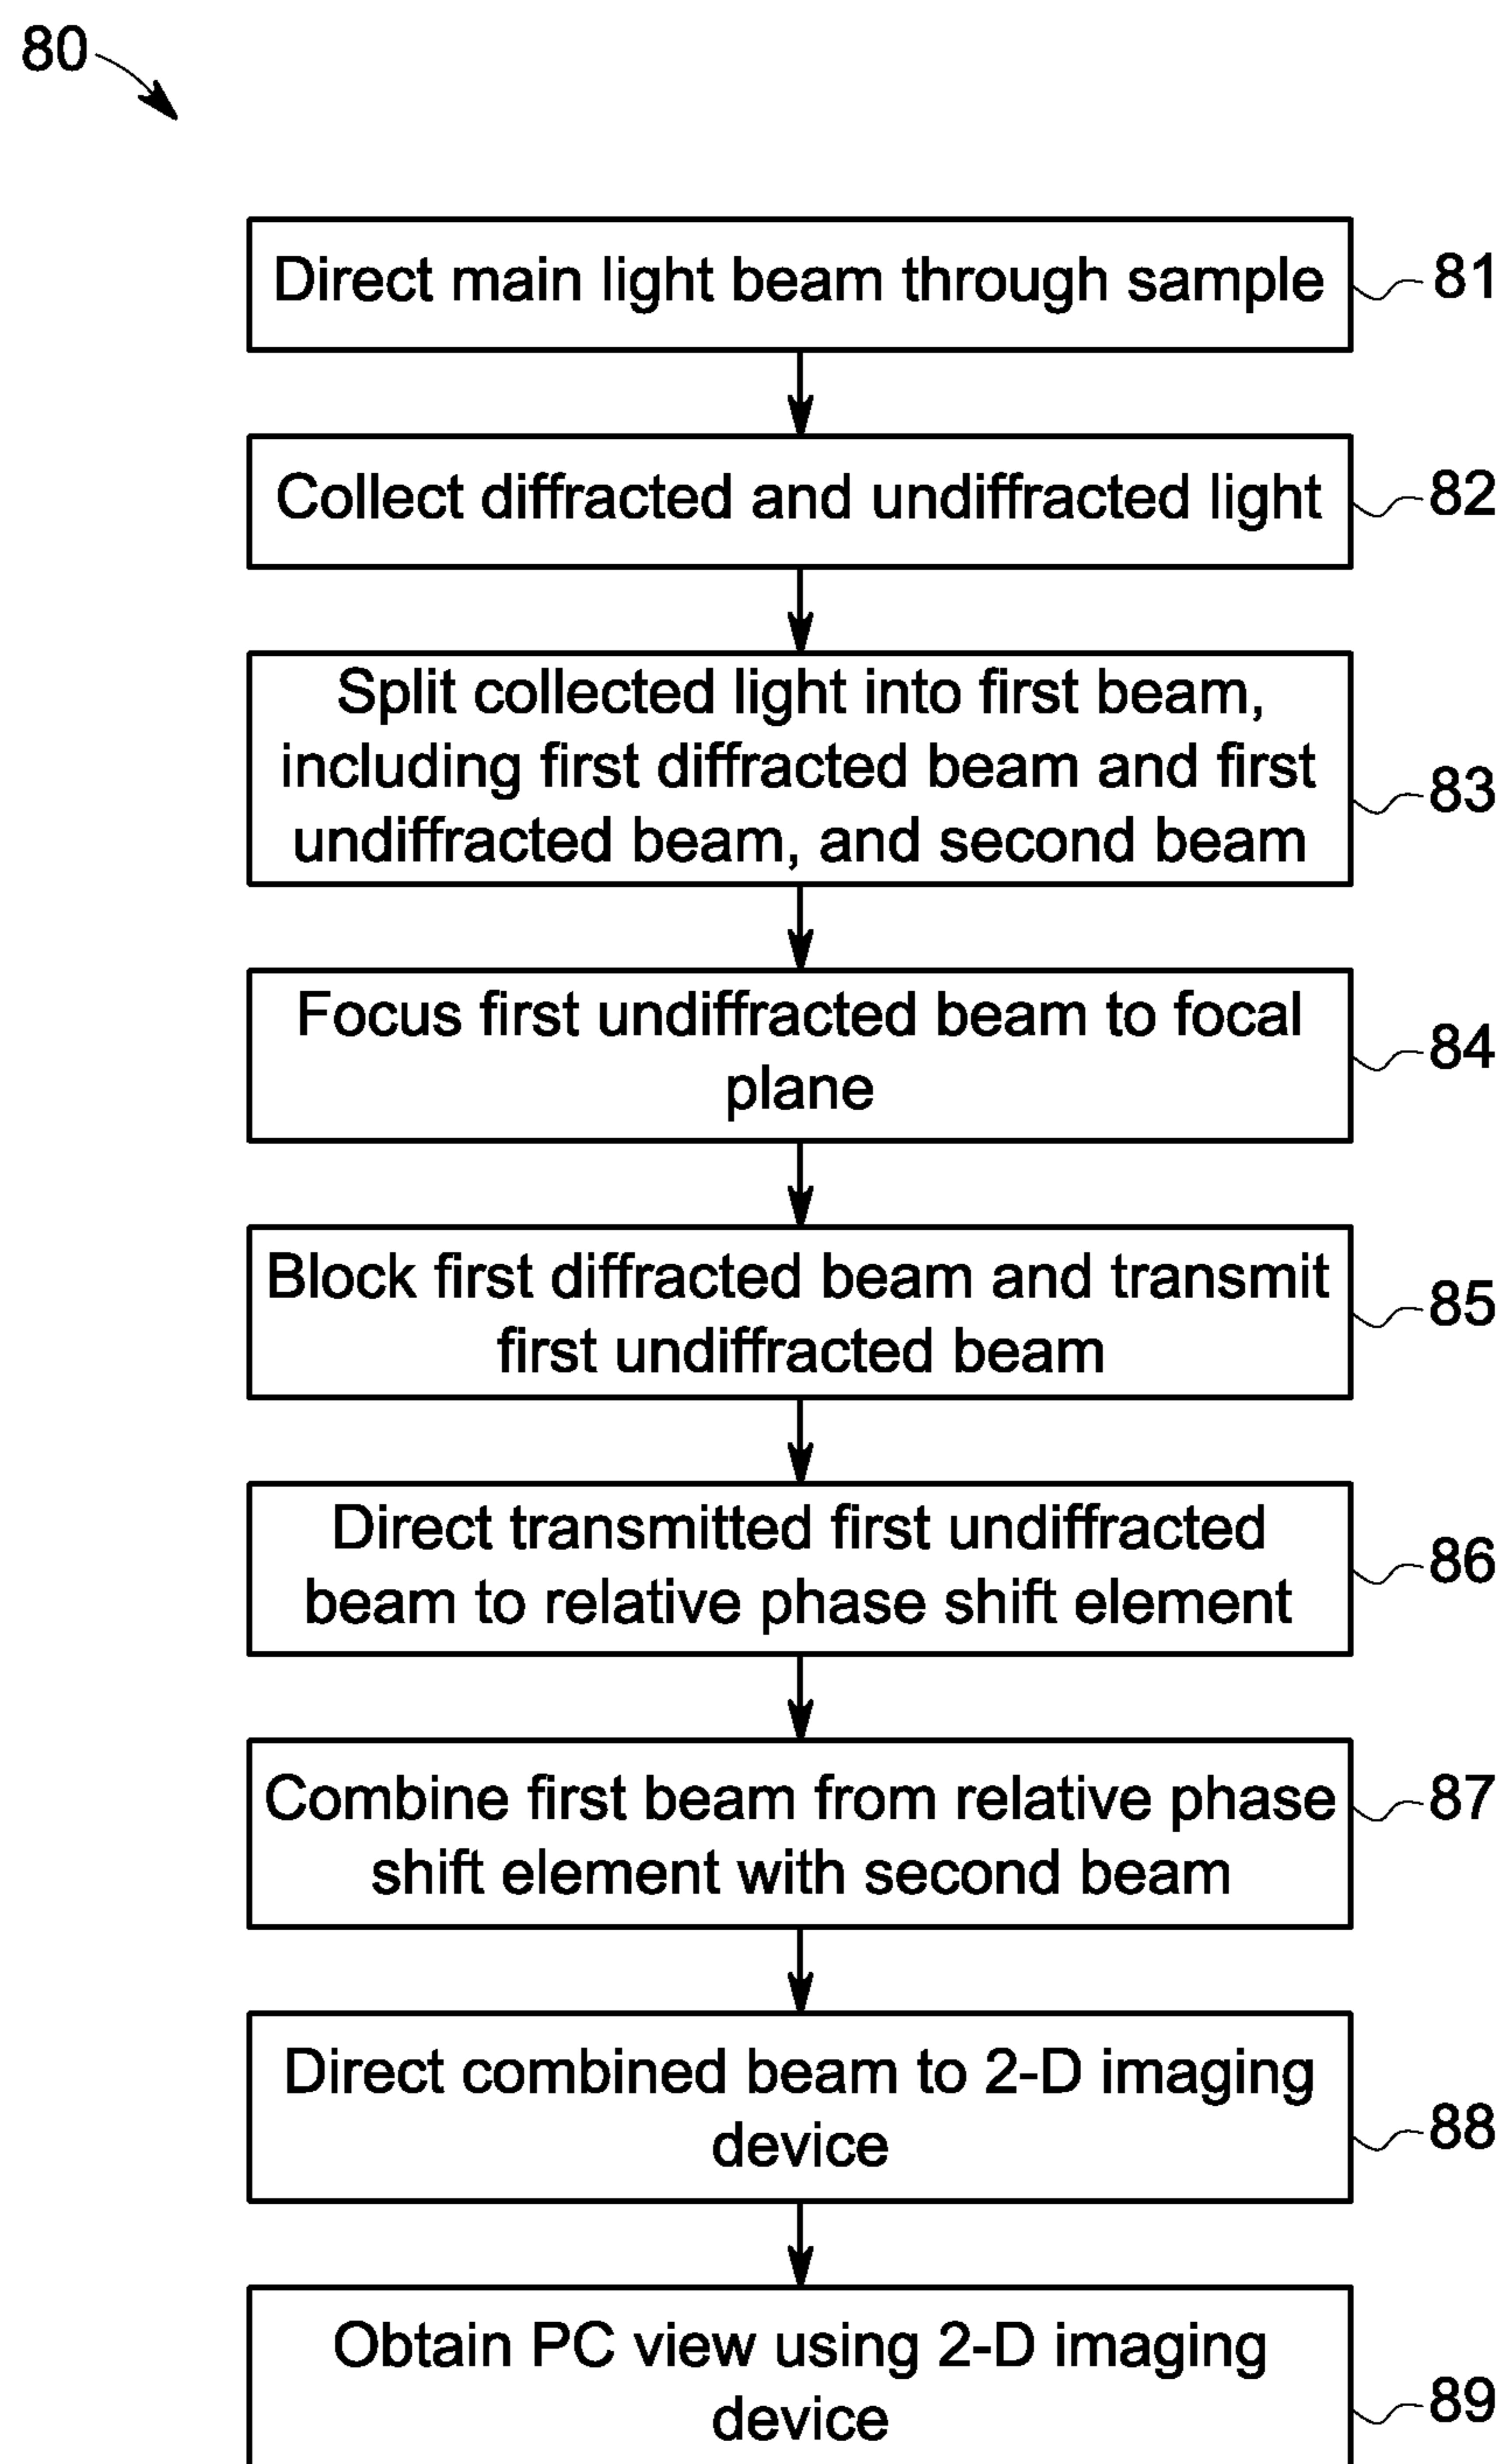 80
Direct main light beam through sample
81
Collect diffracted and undiffracted light
82
Split collected light into first beam,
including first diffracted beam and first
undiffracted beam, and second beam
83
Focus first undiffracted beam to focal
plane
84
Block first diffracted beam and transmit
first undiffracted beam
85
Direct transmitted first undiffracted
beam to relative phase shift element
86
Combine first beam from relative phase
shift element with second beam
87
Direct combined beam to 2-D imaging
device
88
Obtain PC view using 2-D imaging
device
89